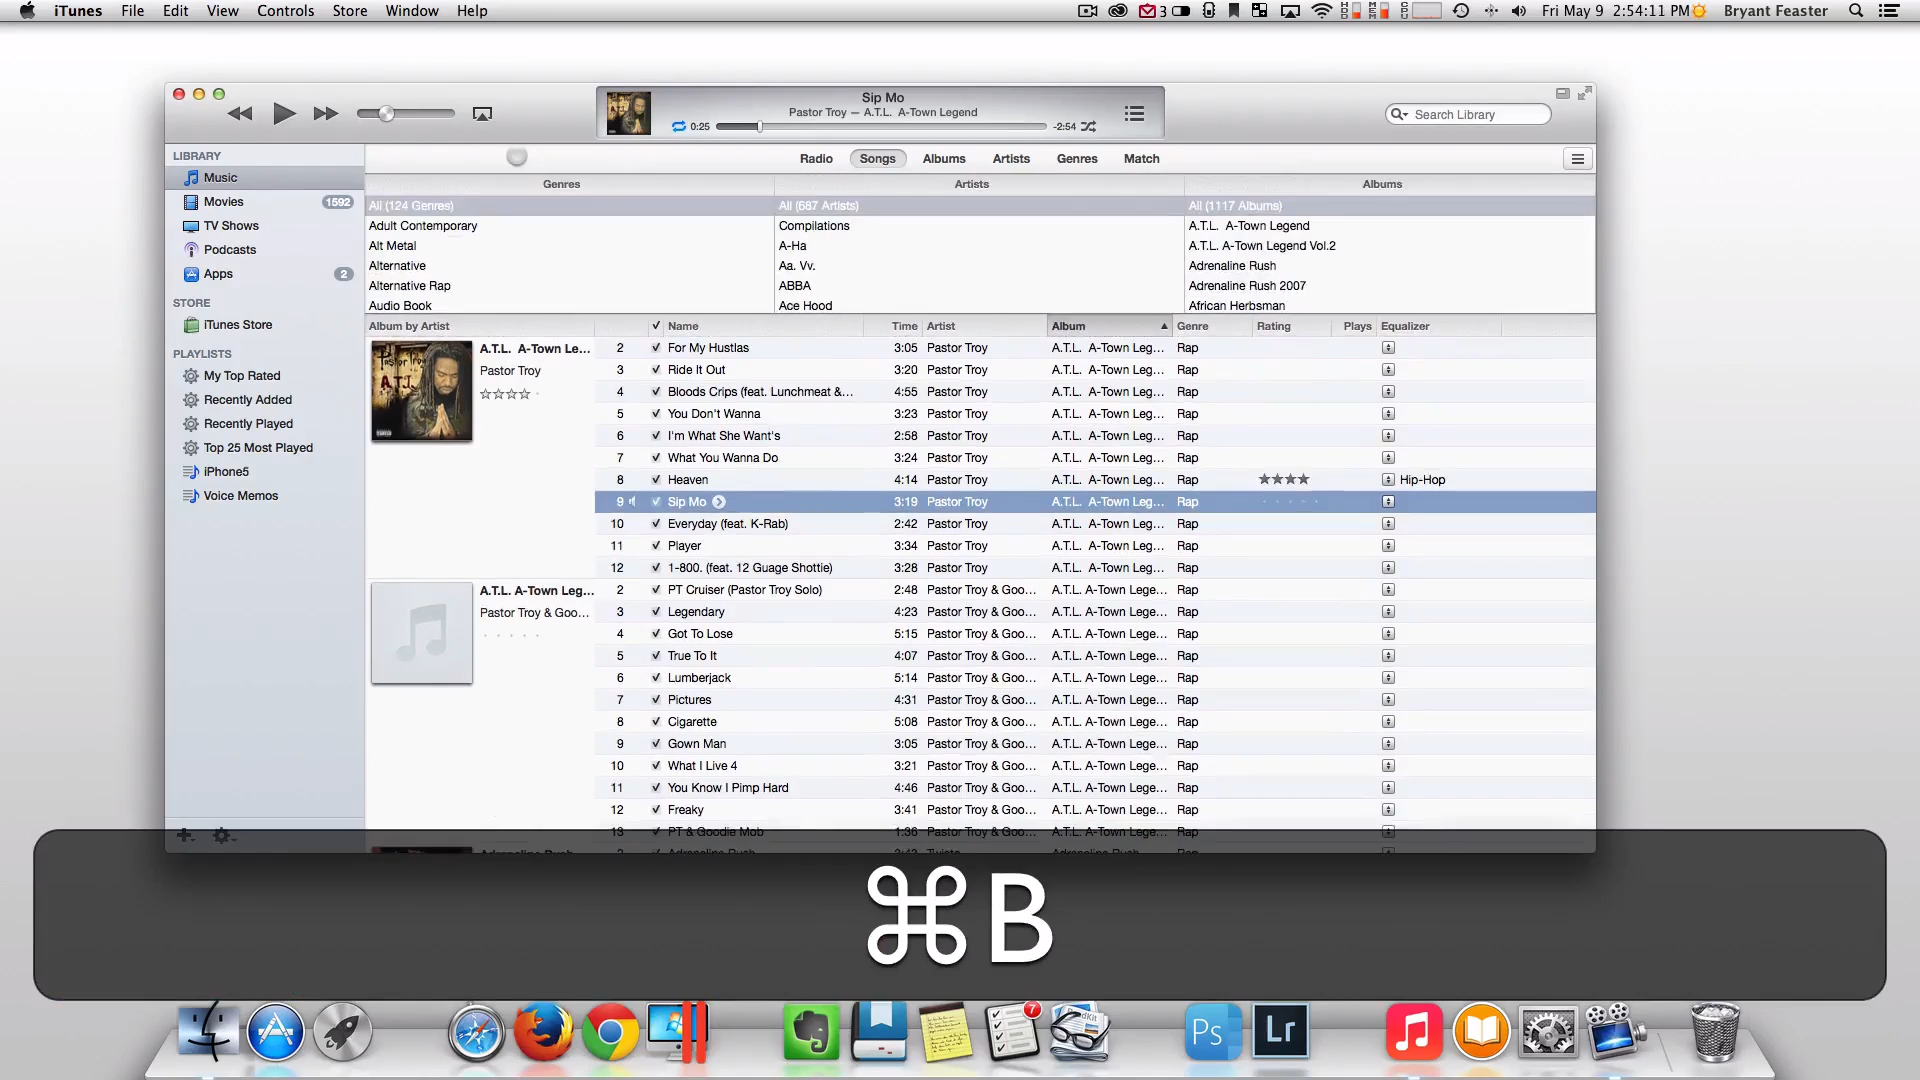 iTunes File Edit View Controls Store Window Help
3 Fri May 9 2:54:11 PM Bryant Feaster
Sip Mo
Pastor Troy — A.T.L. A-Town Legend
0:25 -2:54
Search Library
LIBRARY
Music
Movies 1592
TV Shows
Podcasts
Apps 2
STORE
iTunes Store
PLAYLISTS
My Top Rated
Recently Added
Recently Played
Top 25 Most Played
iPhone5
Voice Memos
Radio Songs Albums Artists Genres Match
Genres Artists Albums
All (124 Genres) All (687 Artists) All (1117 Albums)
Adult Contemporary Compilations A.T.L. A-Town Legend
Alt Metal A-Ha A.T.L. A-Town Legend Vol.2
Alternative Aa. Vv. Adrenaline Rush
Alternative Rap ABBA Adrenaline Rush 2007
Audio Book Ace Hood African Herbsman
Album by Artist ✓ Name Time Artist Album Genre Rating Plays Equalizer
A.T.L. A-Town Le...
Pastor Troy
2 For My Hustlas 3:05 Pastor Troy A.T.L. A-Town Leg... Rap
3 Ride It Out 3:20 Pastor Troy A.T.L. A-Town Leg... Rap
4 Bloods Crips (feat. Lunchmeat &... 4:55 Pastor Troy A.T.L. A-Town Leg... Rap
5 You Don't Wanna 3:23 Pastor Troy A.T.L. A-Town Leg... Rap
6 I'm What She Want's 2:58 Pastor Troy A.T.L. A-Town Leg... Rap
7 What You Wanna Do 3:24 Pastor Troy A.T.L. A-Town Leg... Rap
8 Heaven 4:14 Pastor Troy A.T.L. A-Town Leg... Rap ★★★★ Hip-Hop
9 Sip Mo 3:19 Pastor Troy A.T.L. A-Town Leg... Rap
10 Everyday (feat. K-Rab) 2:42 Pastor Troy A.T.L. A-Town Leg... Rap
11 Player 3:34 Pastor Troy A.T.L. A-Town Leg... Rap
12 1-800. (feat. 12 Guage Shottie) 3:28 Pastor Troy A.T.L. A-Town Leg... Rap
A.T.L. A-Town Leg...
Pastor Troy & Goo...
2 PT Cruiser (Pastor Troy Solo) 2:48 Pastor Troy & Goo... A.T.L. A-Town Lege... Rap
3 Legendary 4:23 Pastor Troy & Goo... A.T.L. A-Town Lege... Rap
4 Got To Lose 5:15 Pastor Troy & Goo... A.T.L. A-Town Lege... Rap
5 True To It 4:07 Pastor Troy & Goo... A.T.L. A-Town Lege... Rap
6 Lumberjack 5:14 Pastor Troy & Goo... A.T.L. A-Town Lege... Rap
7 Pictures 4:31 Pastor Troy & Goo... A.T.L. A-Town Lege... Rap
8 Cigarette 5:08 Pastor Troy & Goo... A.T.L. A-Town Lege... Rap
9 Gown Man 3:05 Pastor Troy & Goo... A.T.L. A-Town Lege... Rap
10 What I Live 4 3:21 Pastor Troy & Goo... A.T.L. A-Town Lege... Rap
11 You Know I Pimp Hard 4:46 Pastor Troy & Goo... A.T.L. A-Town Lege... Rap
12 Freaky 3:41 Pastor Troy & Goo... A.T.L. A-Town Lege... Rap
13 PT & Goodie Mob 1:36 Pastor Troy & Goo... A.T.L. A-Town Lege... Rap
⌘B
7
Ps Lr